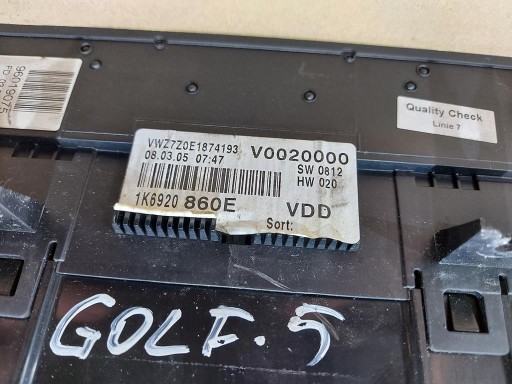 96019075
Quality Check
Linie 7
VWZ7Z0E1874193 V0020000
08.03.05 07:47 SW 0812
HW 020
1K6920 860E VDD
Sort:
GOLF.5